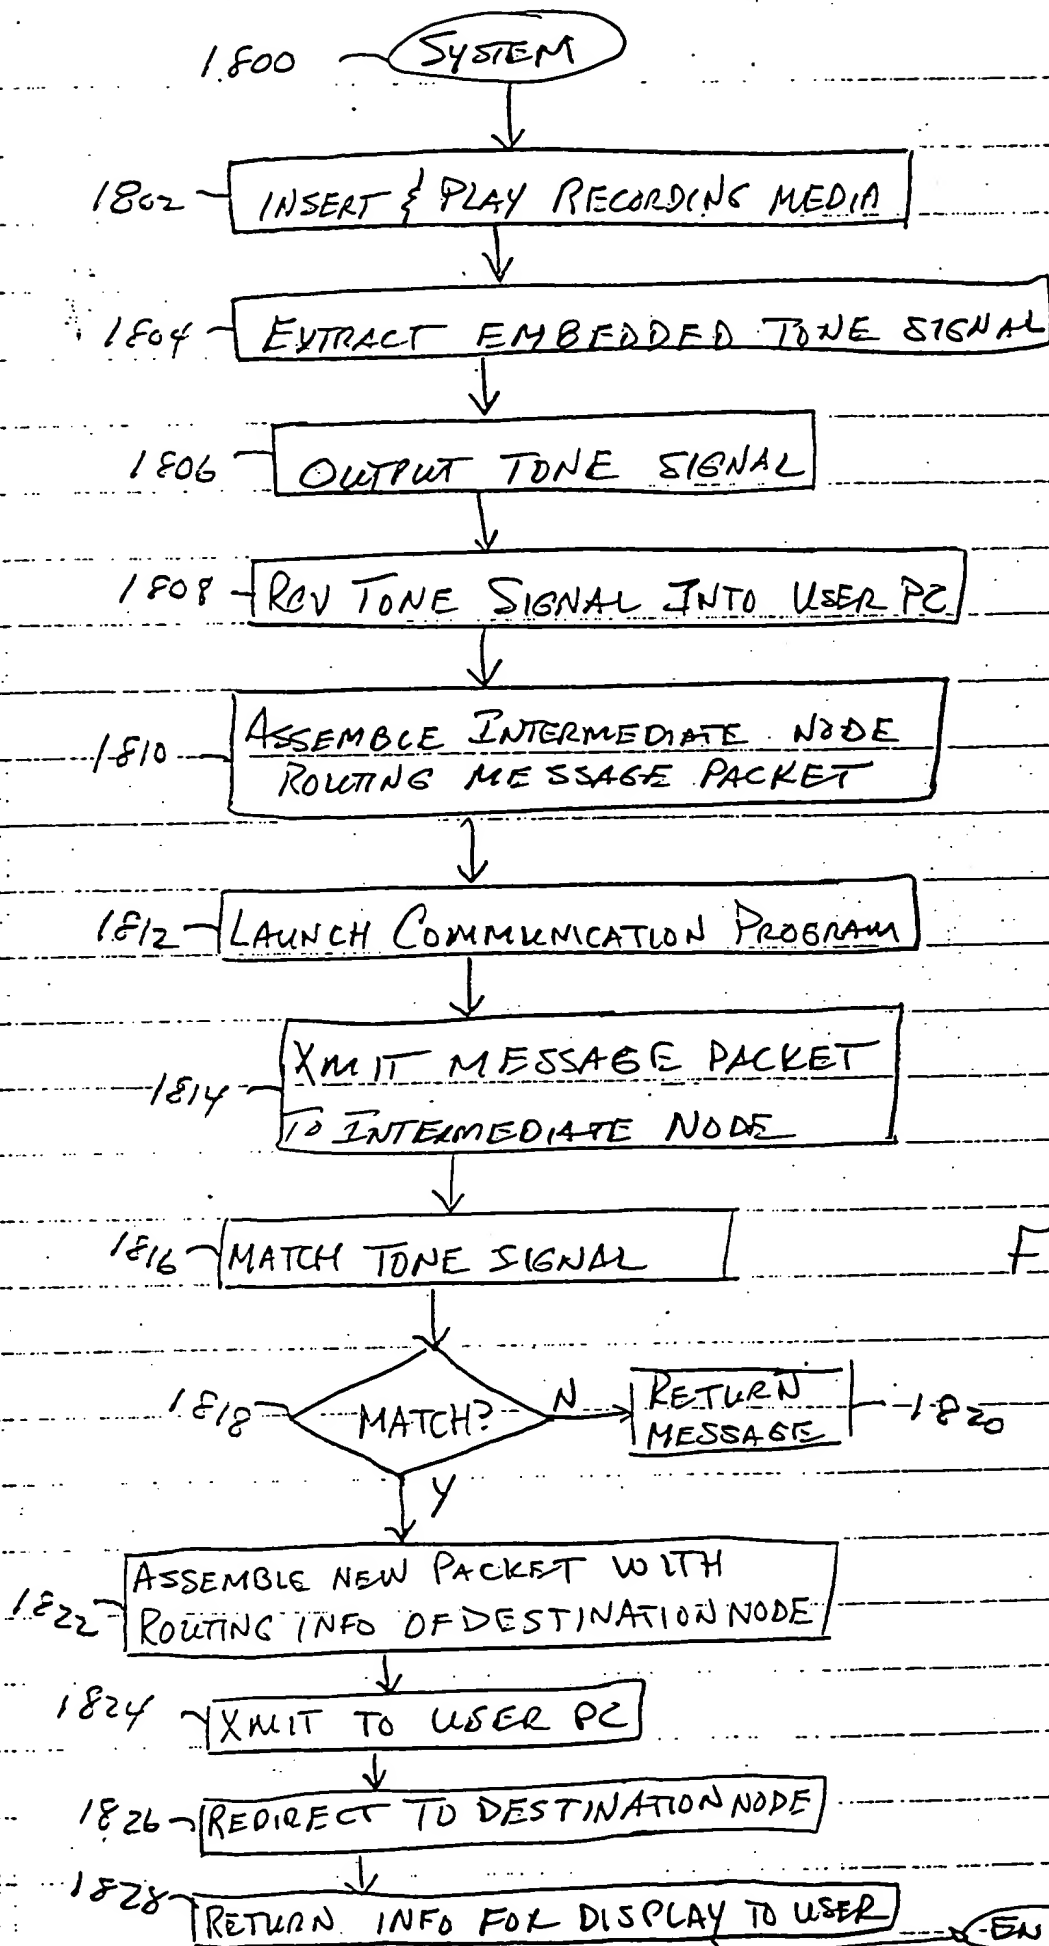 1800 SYSTEM
1802 INSERT & PLAY RECORDING MEDIA
1804 EXTRACT EMBEDDED TONE SIGNAL
1806 OUTPUT TONE SIGNAL
1808 RCV TONE SIGNAL INTO USER PC
1810 ASSEMBLE INTERMEDIATE NODE
ROUTING MESSAGE PACKET
1812 LAUNCH COMMUNICATION PROGRAM
1814 XMIT MESSAGE PACKET
TO INTERMEDIATE NODE
1816 MATCH TONE SIGNAL
F
1818 MATCH? N RETURN
MESSAGE 1820
Y
1822 ASSEMBLE NEW PACKET WITH
ROUTING INFO OF DESTINATION NODE
1824 XMIT TO USER PC
1826 REDIRECT TO DESTINATION NODE
1828 RETURN INFO FOR DISPLAY TO USER
EN